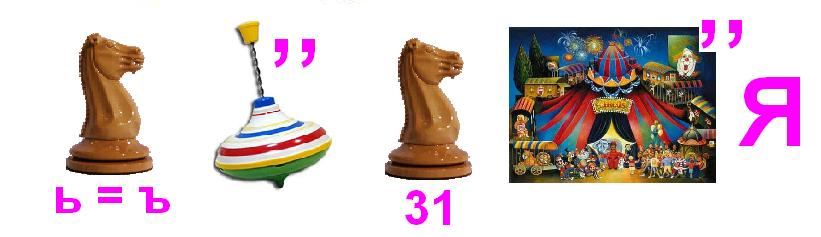 ,,
,,
Я
ь = ъ
31